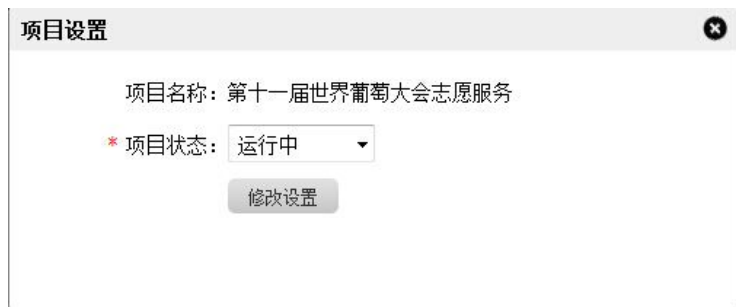 项目设置
项目名称：第十一届世界葡萄大会志愿服务
* 项目状态：运行中
修改设置